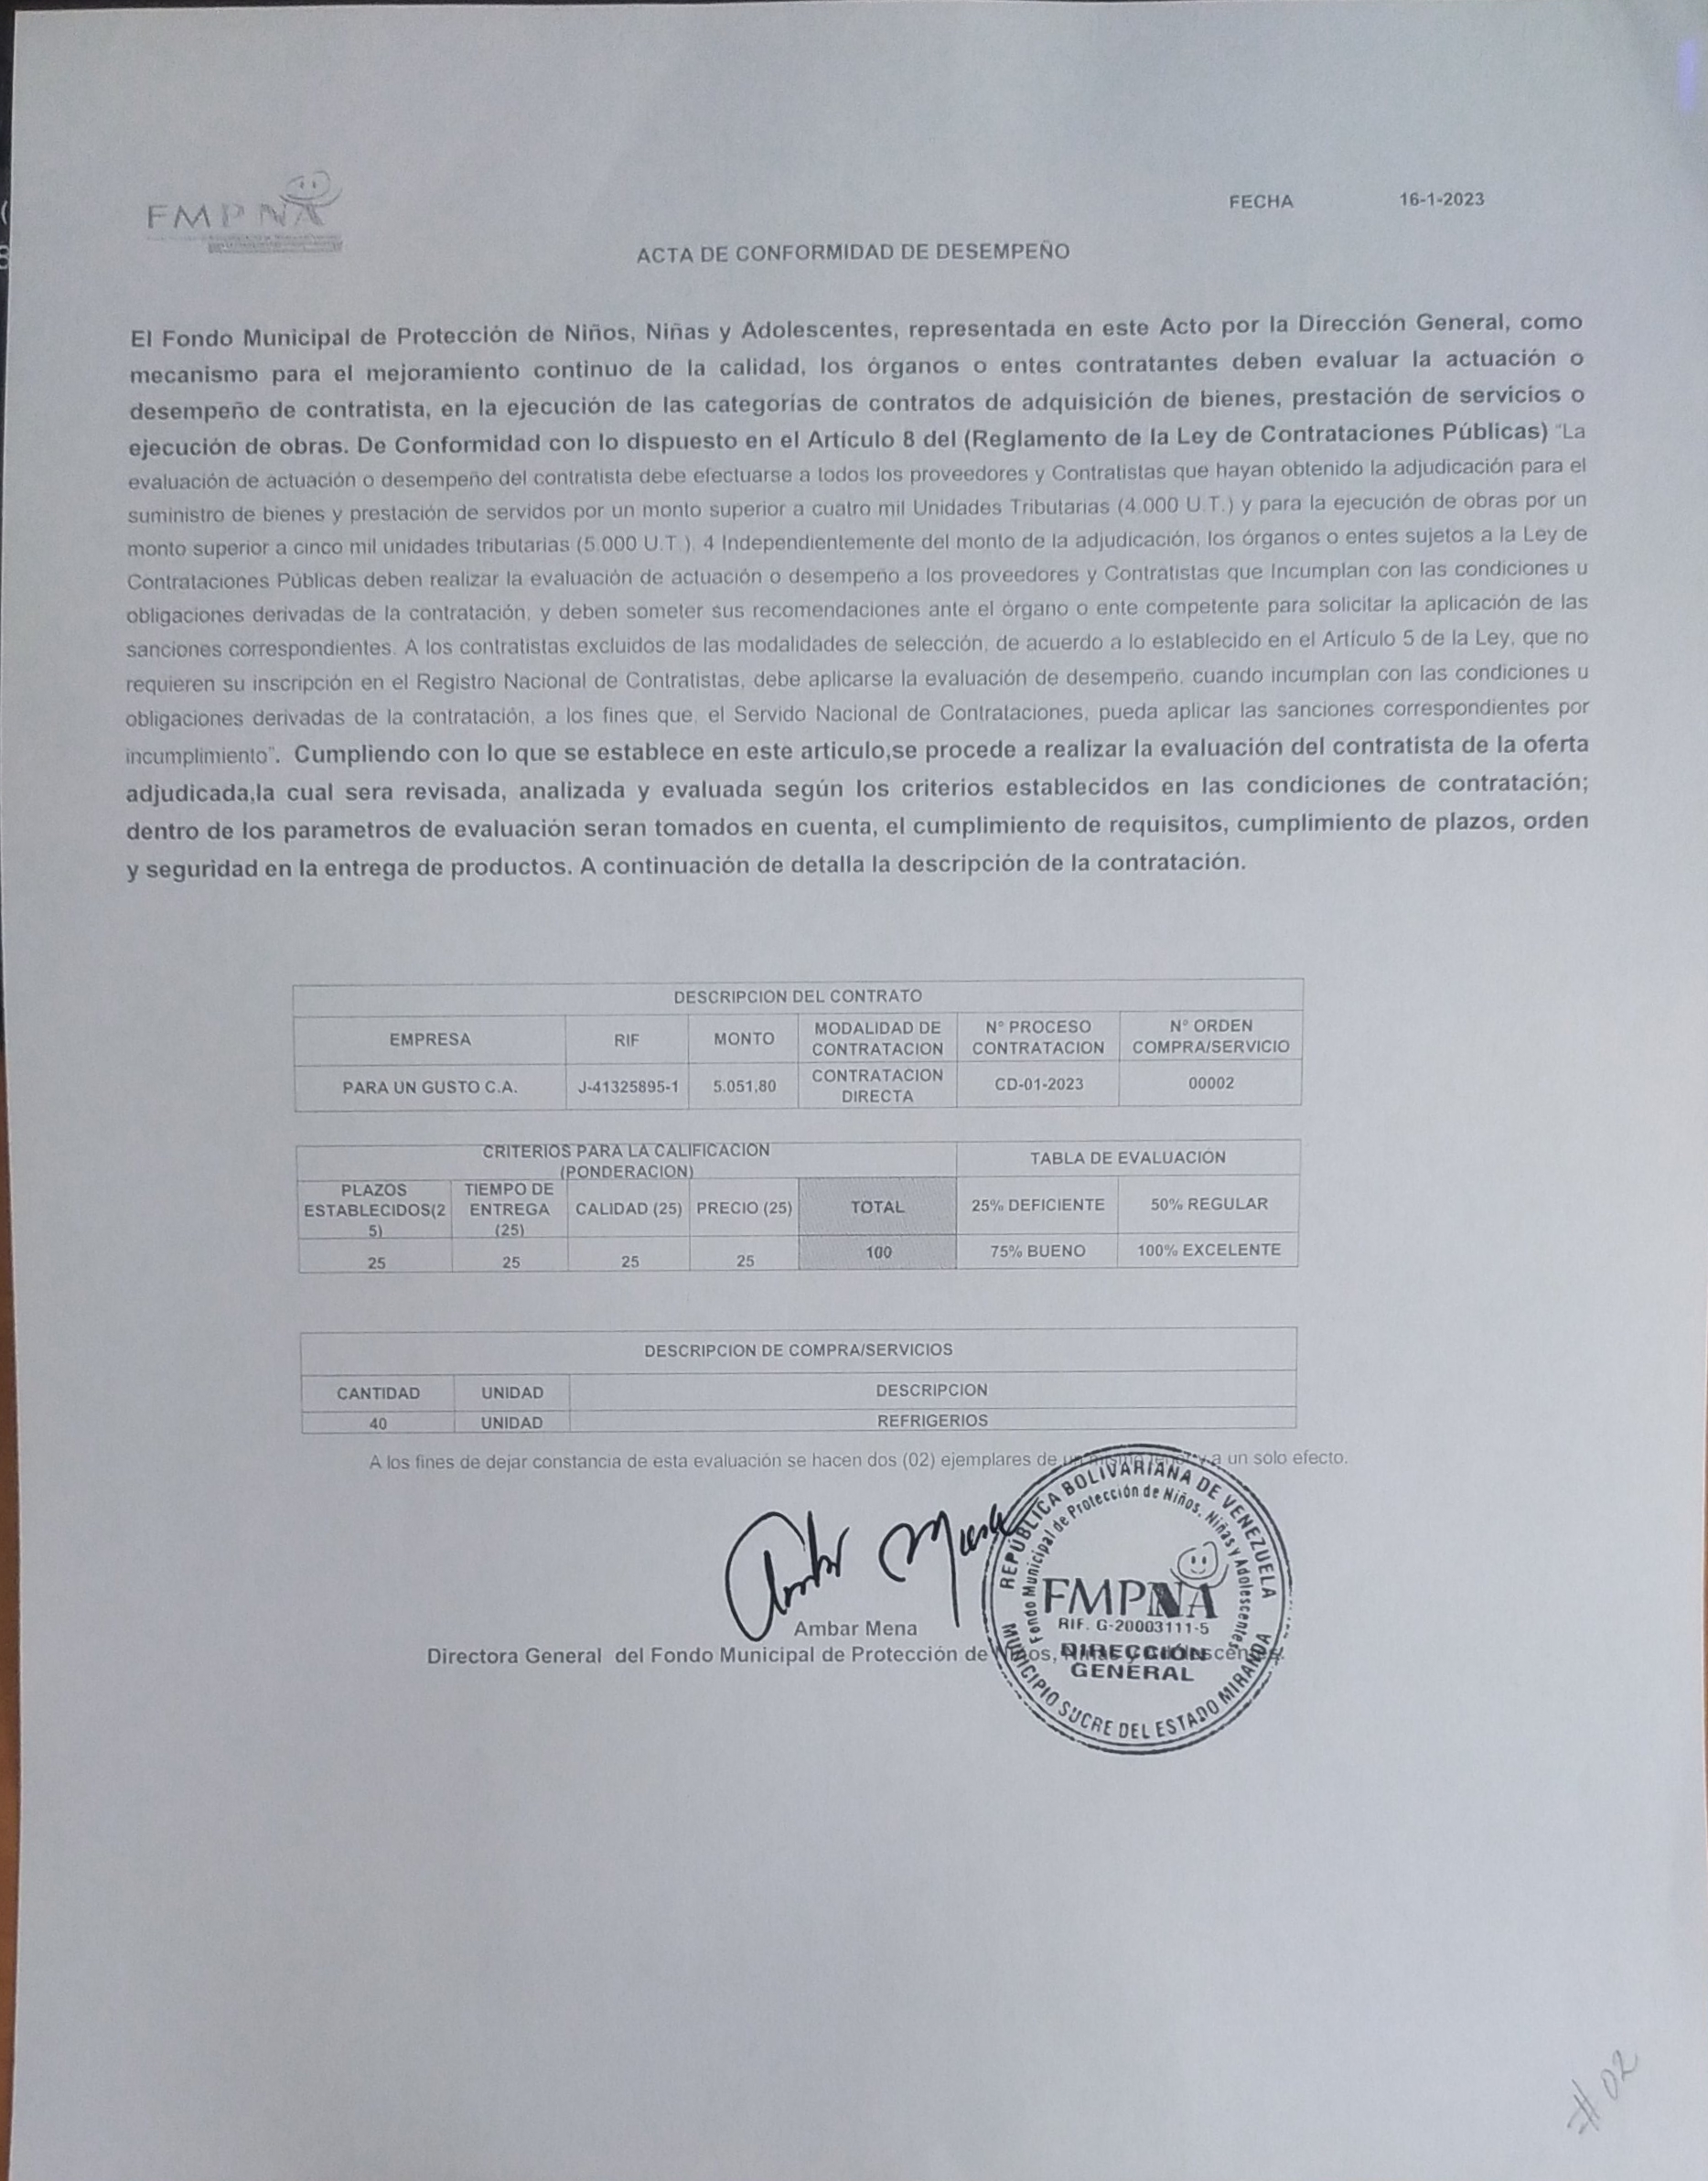 FMPNA
FECHA 16-1-2023
ACTA DE CONFORMIDAD DE DESEMPEÑO
El Fondo Municipal de Protección de Niños, Niñas y Adolescentes, representada en este Acto por la Dirección General, como
mecanismo para el mejoramiento continuo de la calidad, los órganos o entes contratantes deben evaluar la actuación o
desempeño de contratista, en la ejecución de las categorías de contratos de adquisición de bienes, prestación de servicios o
ejecución de obras. De Conformidad con lo dispuesto en el Artículo 8 del (Reglamento de la Ley de Contrataciones Públicas) "La
evaluación de actuación o desempeño del contratista debe efectuarse a todos los proveedores y Contratistas que hayan obtenido la adjudicación para el
suministro de bienes y prestación de servidos por un monto superior a cuatro mil Unidades Tributarias (4.000 U.T.) y para la ejecución de obras por un
monto superior a cinco mil unidades tributarias (5.000 U.T.). 4 Independientemente del monto de la adjudicación, los órganos o entes sujetos a la Ley de
Contrataciones Públicas deben realizar la evaluación de actuación o desempeño a los proveedores y Contratistas que Incumplan con las condiciones u
obligaciones derivadas de la contratación, y deben someter sus recomendaciones ante el órgano o ente competente para solicitar la aplicación de las
sanciones correspondientes. A los contratistas excluidos de las modalidades de selección, de acuerdo a lo establecido en el Artículo 5 de la Ley, que no
requieren su inscripción en el Registro Nacional de Contratistas, debe aplicarse la evaluación de desempeño, cuando incumplan con las condiciones u
obligaciones derivadas de la contratación, a los fines que, el Servido Nacional de Contrataciones, pueda aplicar las sanciones correspondientes por
incumplimiento". Cumpliendo con lo que se establece en este articulo,se procede a realizar la evaluación del contratista de la oferta
adjudicada,la cual sera revisada, analizada y evaluada según los criterios establecidos en las condiciones de contratación;
dentro de los parametros de evaluación seran tomados en cuenta, el cumplimiento de requisitos, cumplimiento de plazos, orden
y seguridad en la entrega de productos. A continuación de detalla la descripción de la contratación.
DESCRIPCION DEL CONTRATO
EMPRESA RIF MONTO MODALIDAD DE CONTRATACION N° PROCESO CONTRATACION N° ORDEN COMPRA/SERVICIO
PARA UN GUSTO C.A. J-41325895-1 5.051,80 CONTRATACION DIRECTA CD-01-2023 00002
CRITERIOS PARA LA CALIFICACION (PONDERACION) TABLA DE EVALUACIÓN
PLAZOS ESTABLECIDOS(25) TIEMPO DE ENTREGA (25) CALIDAD (25) PRECIO (25) TOTAL 25% DEFICIENTE 50% REGULAR
25 25 25 25 100 75% BUENO 100% EXCELENTE
DESCRIPCION DE COMPRA/SERVICIOS
CANTIDAD UNIDAD DESCRIPCION
40 UNIDAD REFRIGERIOS
A los fines de dejar constancia de esta evaluación se hacen dos (02) ejemplares de un y a un solo efecto.
Ambar Mena
Ambar Mena
Directora General del Fondo Municipal de Protección de Niños, Niñas y Adolescentes.
REPÚBLICA BOLIVARIANA DE VENEZUELA
Fondo Municipal de Protección de Niños, Niñas y Adolescentes
FMPNA
RIF. G-20003111-5
DIRECCIÓN
GENERAL
MUNICIPIO SUCRE DEL ESTADO MIRANDA
# 02